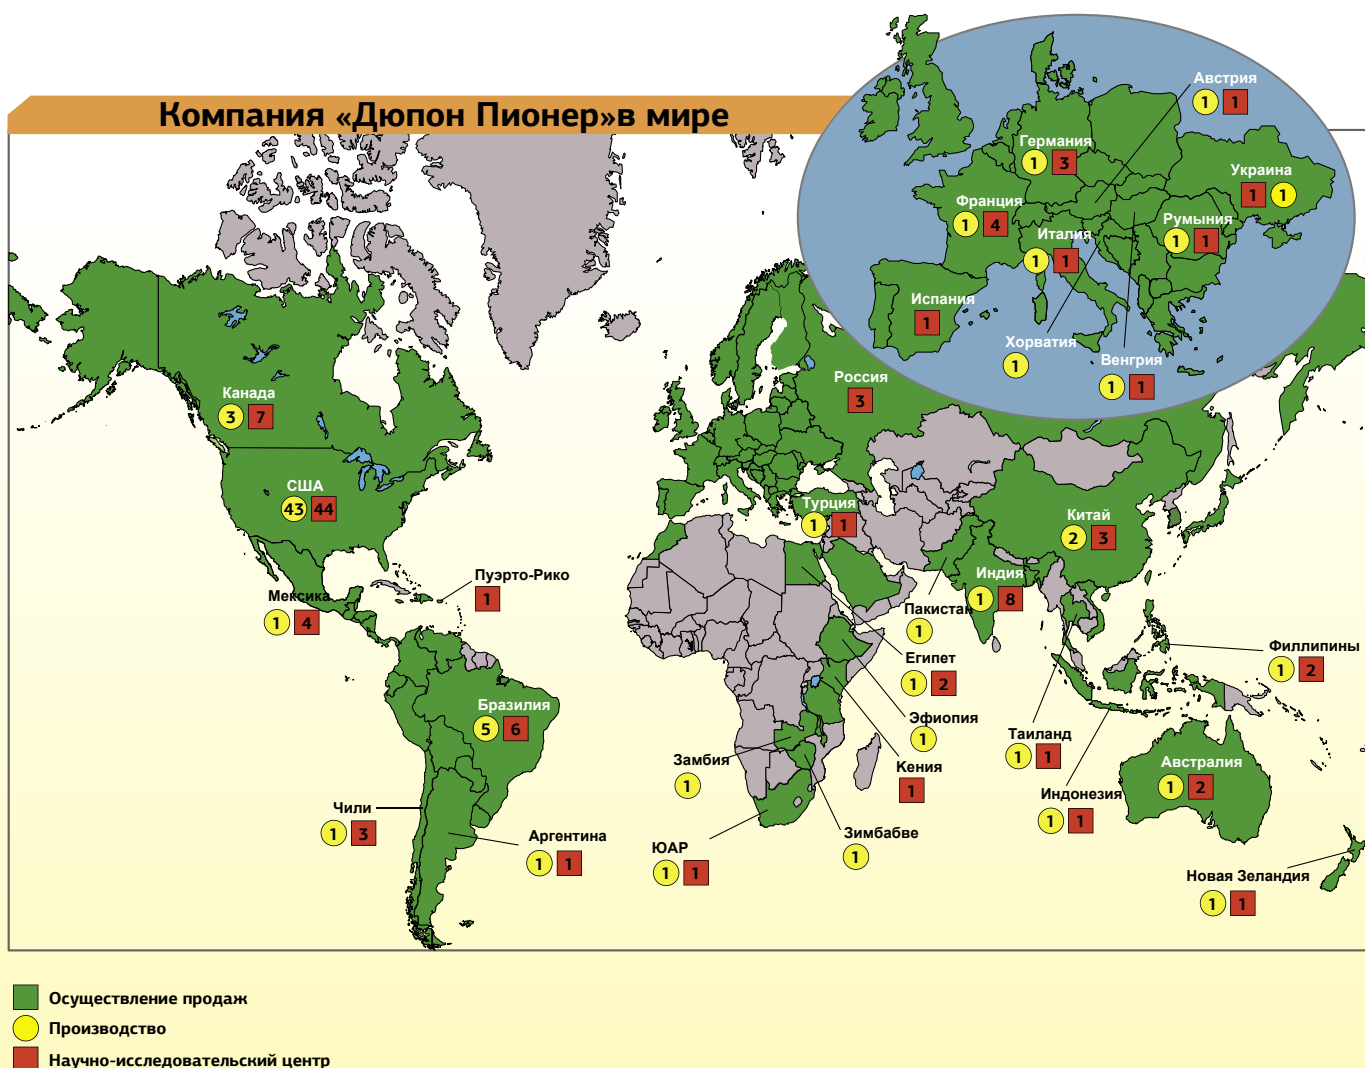 Компания «Дюпон Пионер»в мире
Австрия
1 1
Германия
1 3
Украина
1 1
Франция
1 4
Румыния
1 1
Италия
1 1
Испания
1
Хорватия
1
Венгрия
1 1
Россия
3
Канада
3 7
США
43 44
Турция
1 1
Китай
2 3
Пуэрто-Рико
1
Мексика
1 4
Индия
1 8
Пакистан
1
Египет
1 2
Филлипины
1 2
Бразилия
5 6
Эфиопия
1
Таиланд
1 1
Замбия
1
Кения
1
Австралия
1 2
Индонезия
1 1
Чили
1 3
Аргентина
1 1
ЮАР
1 1
Зимбабве
1
Новая Зеландия
1 1
Осуществление продаж
Производство
Научно-исследовательский центр